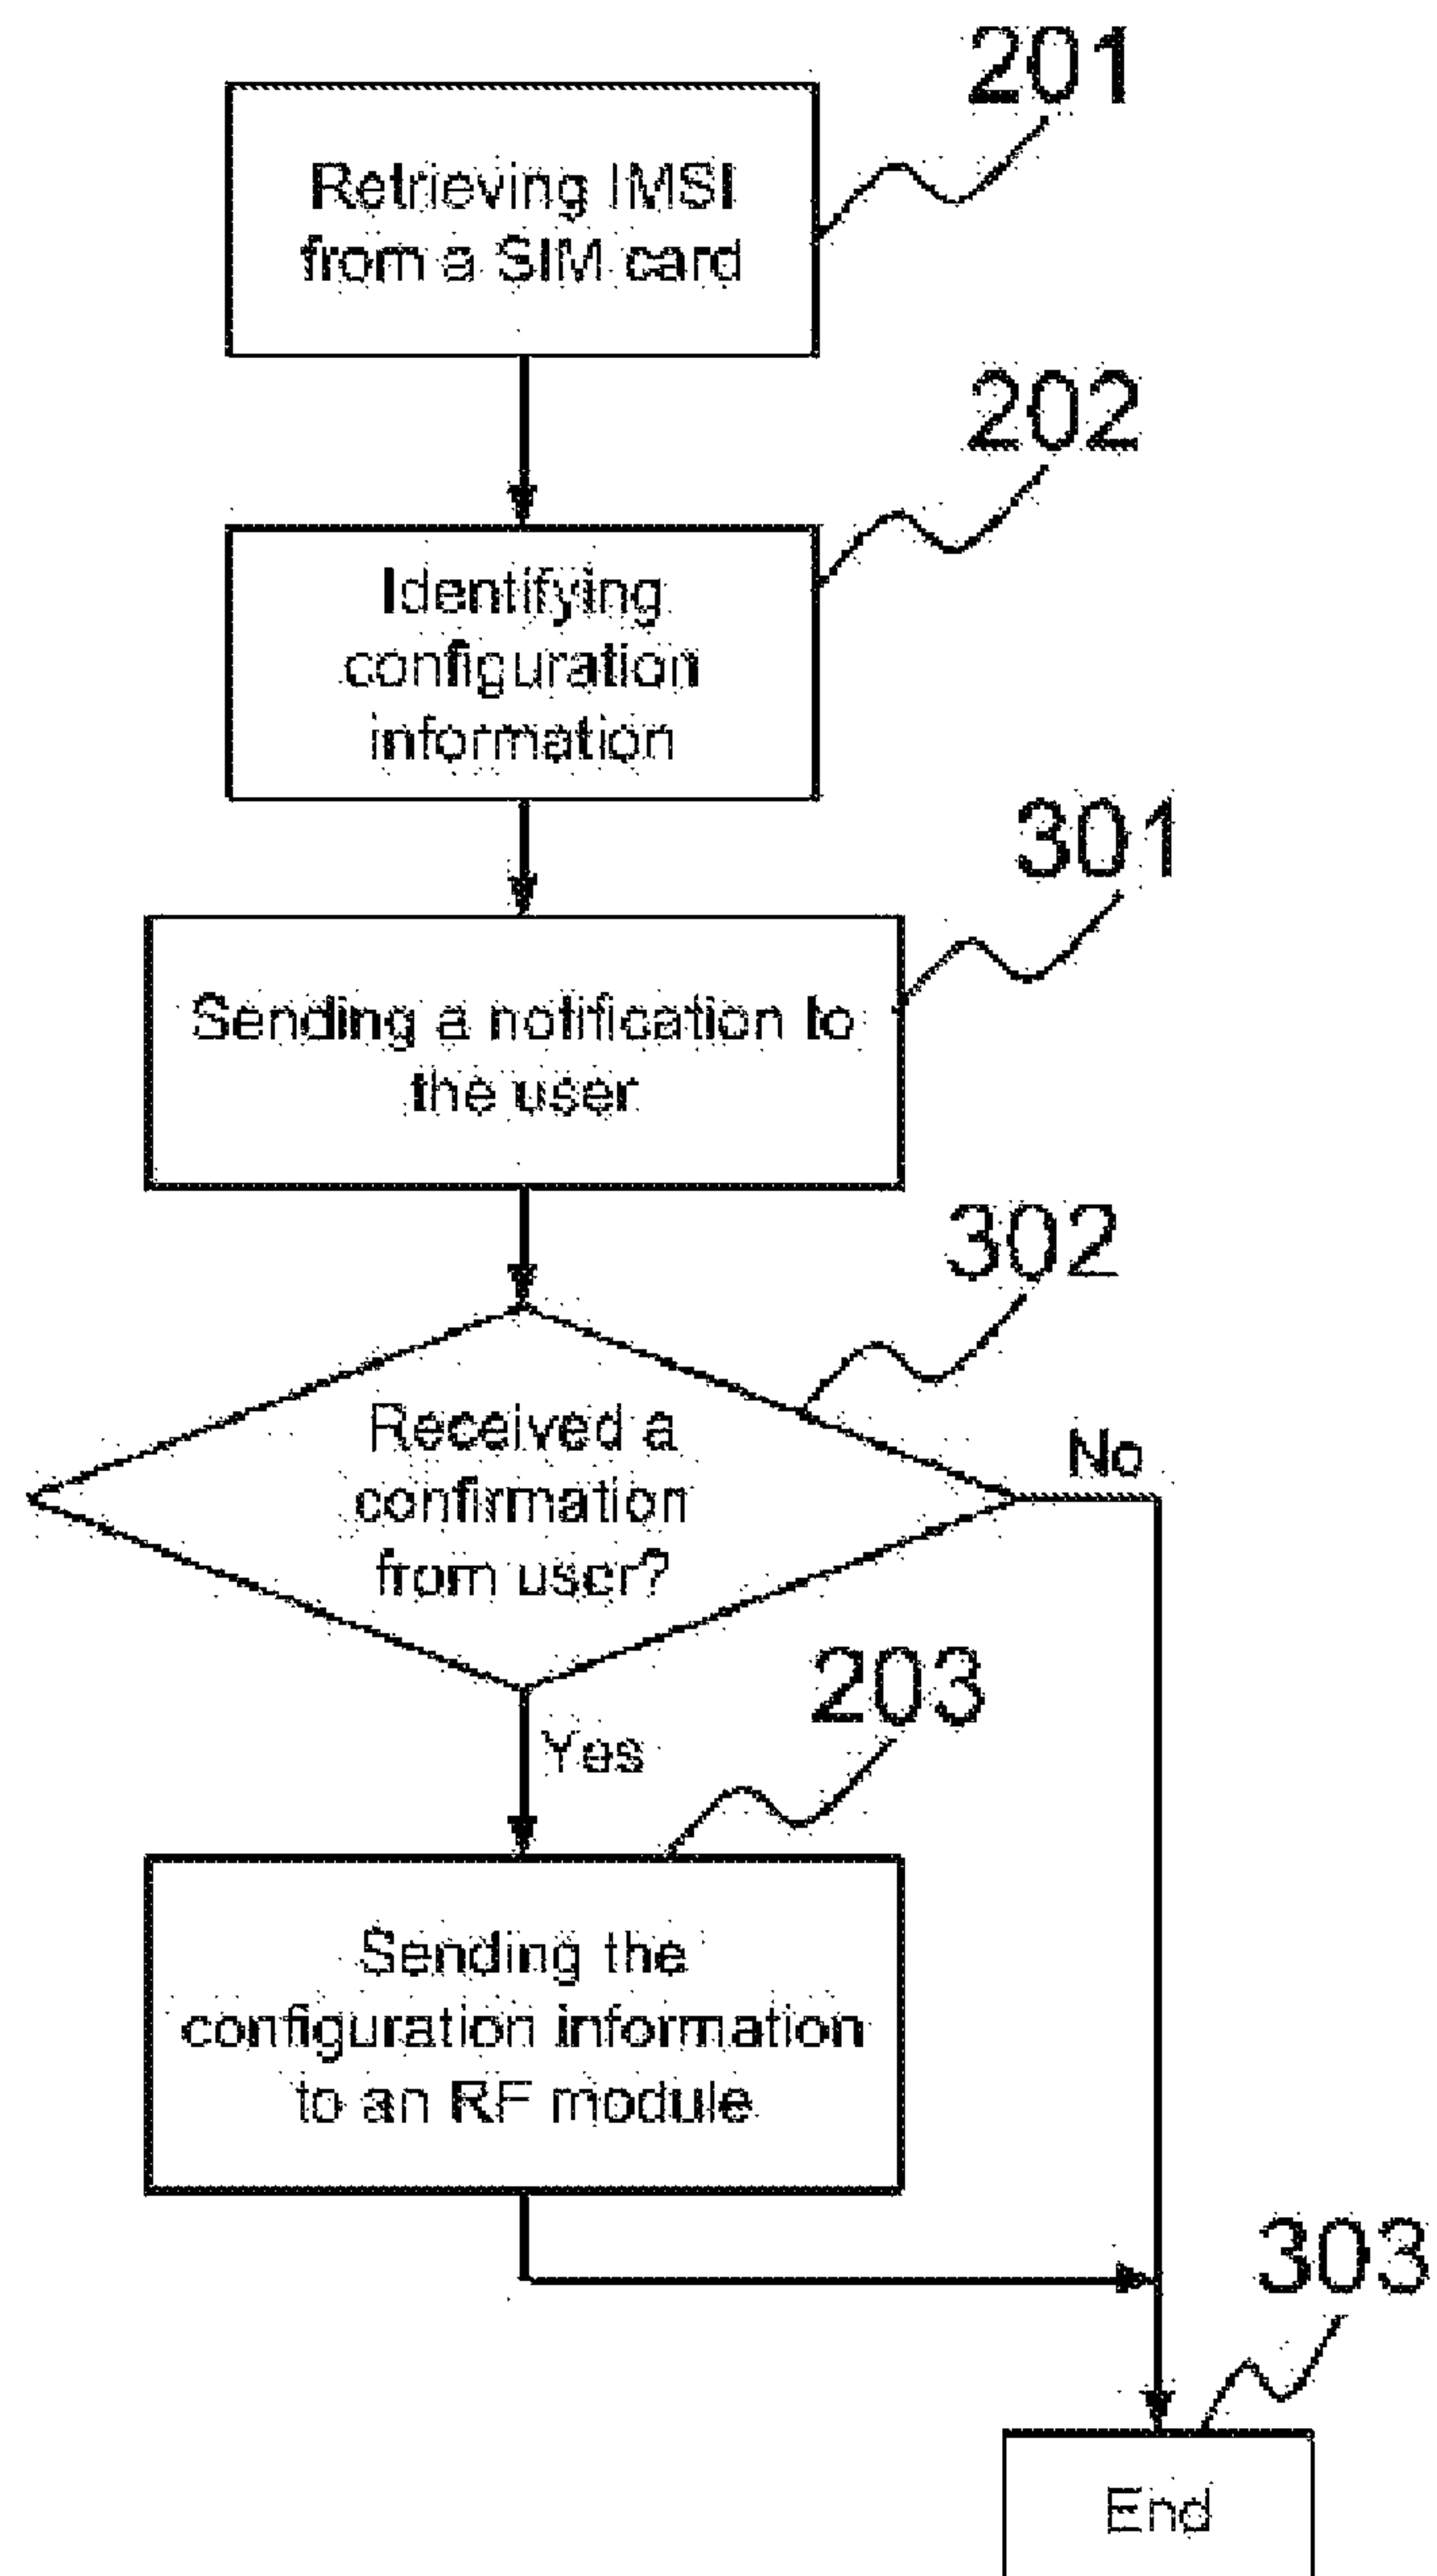 201
Retrieving IMSI
from a SIM card
202
Identifying
configuration
information
301
Sending a notification to
the user
302
Received a
confirmation
from user?
No
203
Yes
Sending the
configuration information
to an RF module
303
End